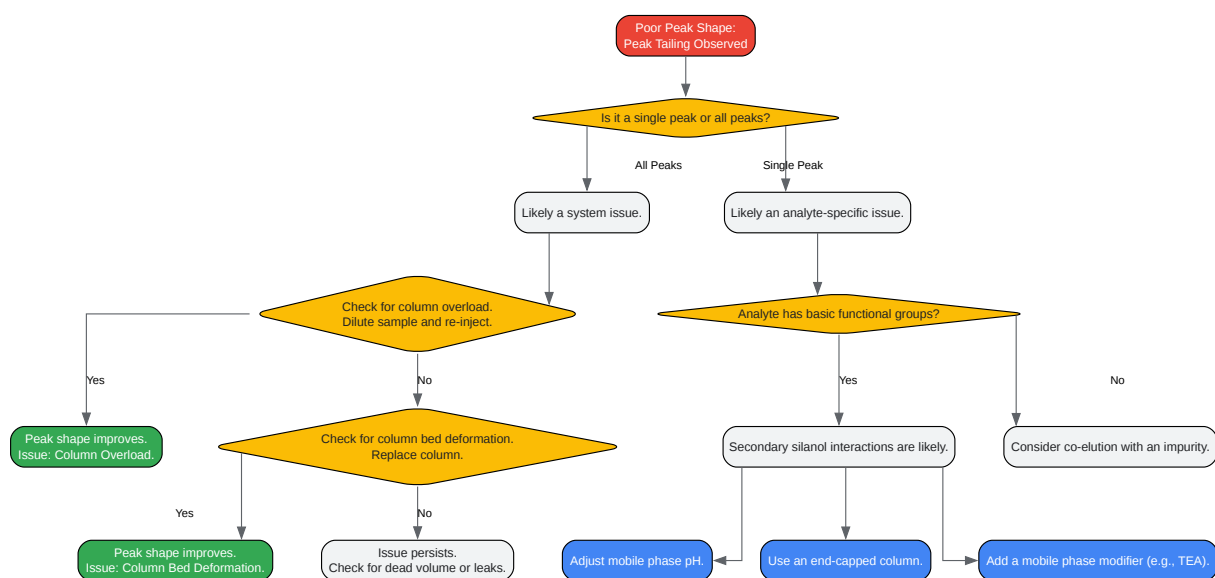 Poor Peak Shape:
Peak Tailing Observed
Is it a single peak or all peaks?
All Peaks
Single Peak
Likely a system issue.
Likely an analyte-specific issue.
Check for column overload.
Dilute sample and re-inject.
Analyte has basic functional groups?
Yes
No
Yes
No
Peak shape improves.
Issue: Column Overload.
Check for column bed deformation.
Replace column.
Secondary silanol interactions are likely.
Consider co-elution with an impurity.
Yes
No
Peak shape improves.
Issue: Column Bed Deformation.
Issue persists.
Check for dead volume or leaks.
Adjust mobile phase pH.
Use an end-capped column.
Add a mobile phase modifier (e.g., TEA).